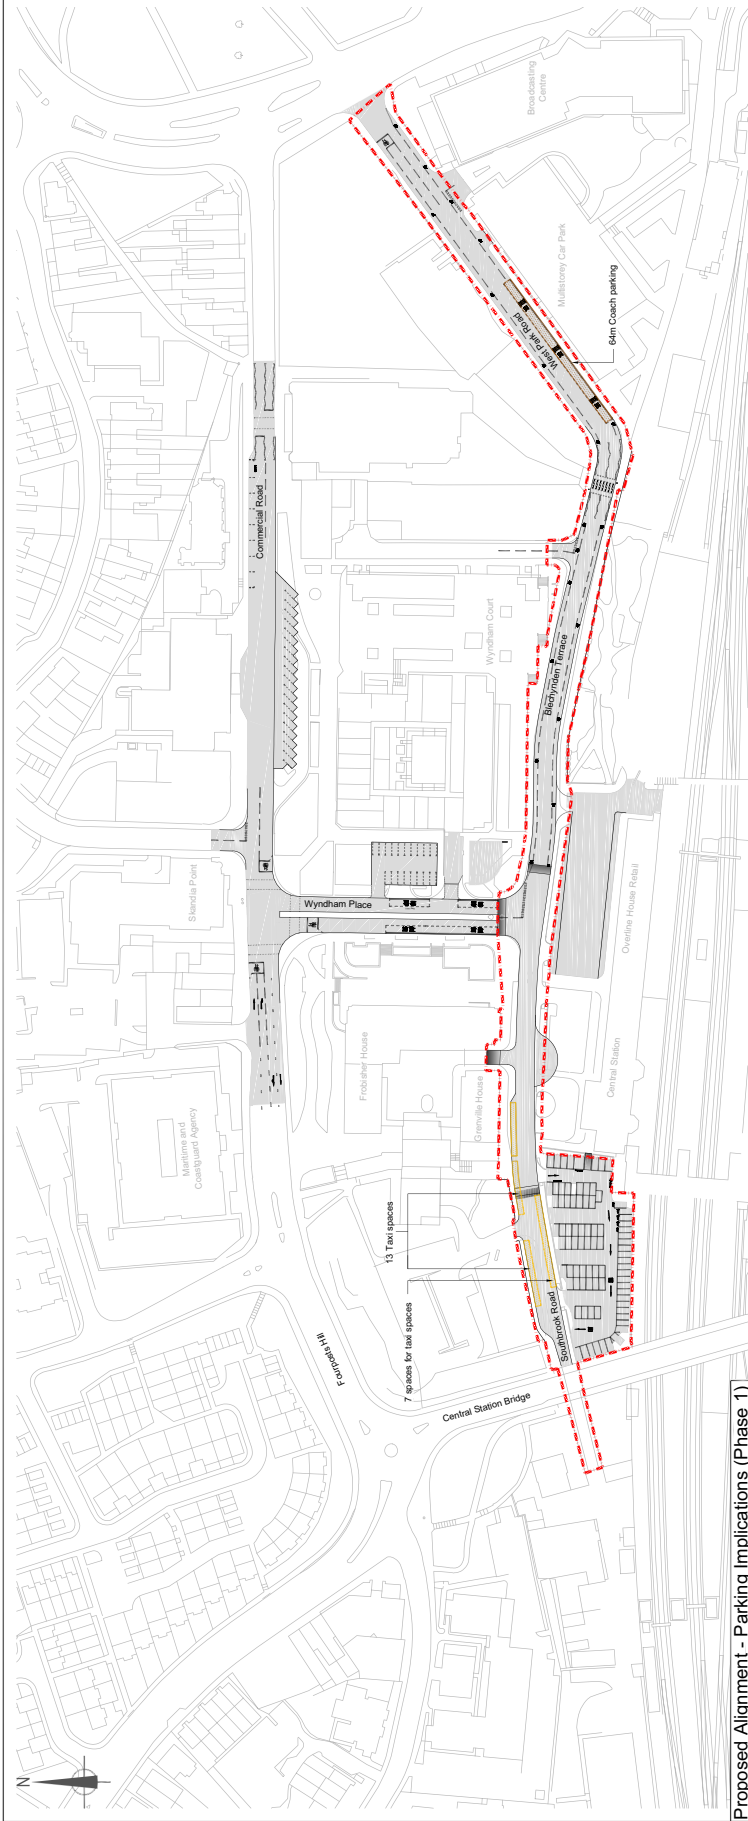 N
Broadcasting
Centre
Multistorey Car Park
64m Coach parking
West Park Road
Commercial Road
Wyndham Court
Blechynden Terrace
Skandia Point
Wyndham Place
Overline House Retail
Frobisher House
Grenville House
Central Station
Maritime and
Coastguard Agency
13 Taxi spaces
7 spaces for taxi spaces
Southbrook Road
Fourposts Hill
Central Station Bridge
Proposed Alignment - Parking Implications (Phase 1)